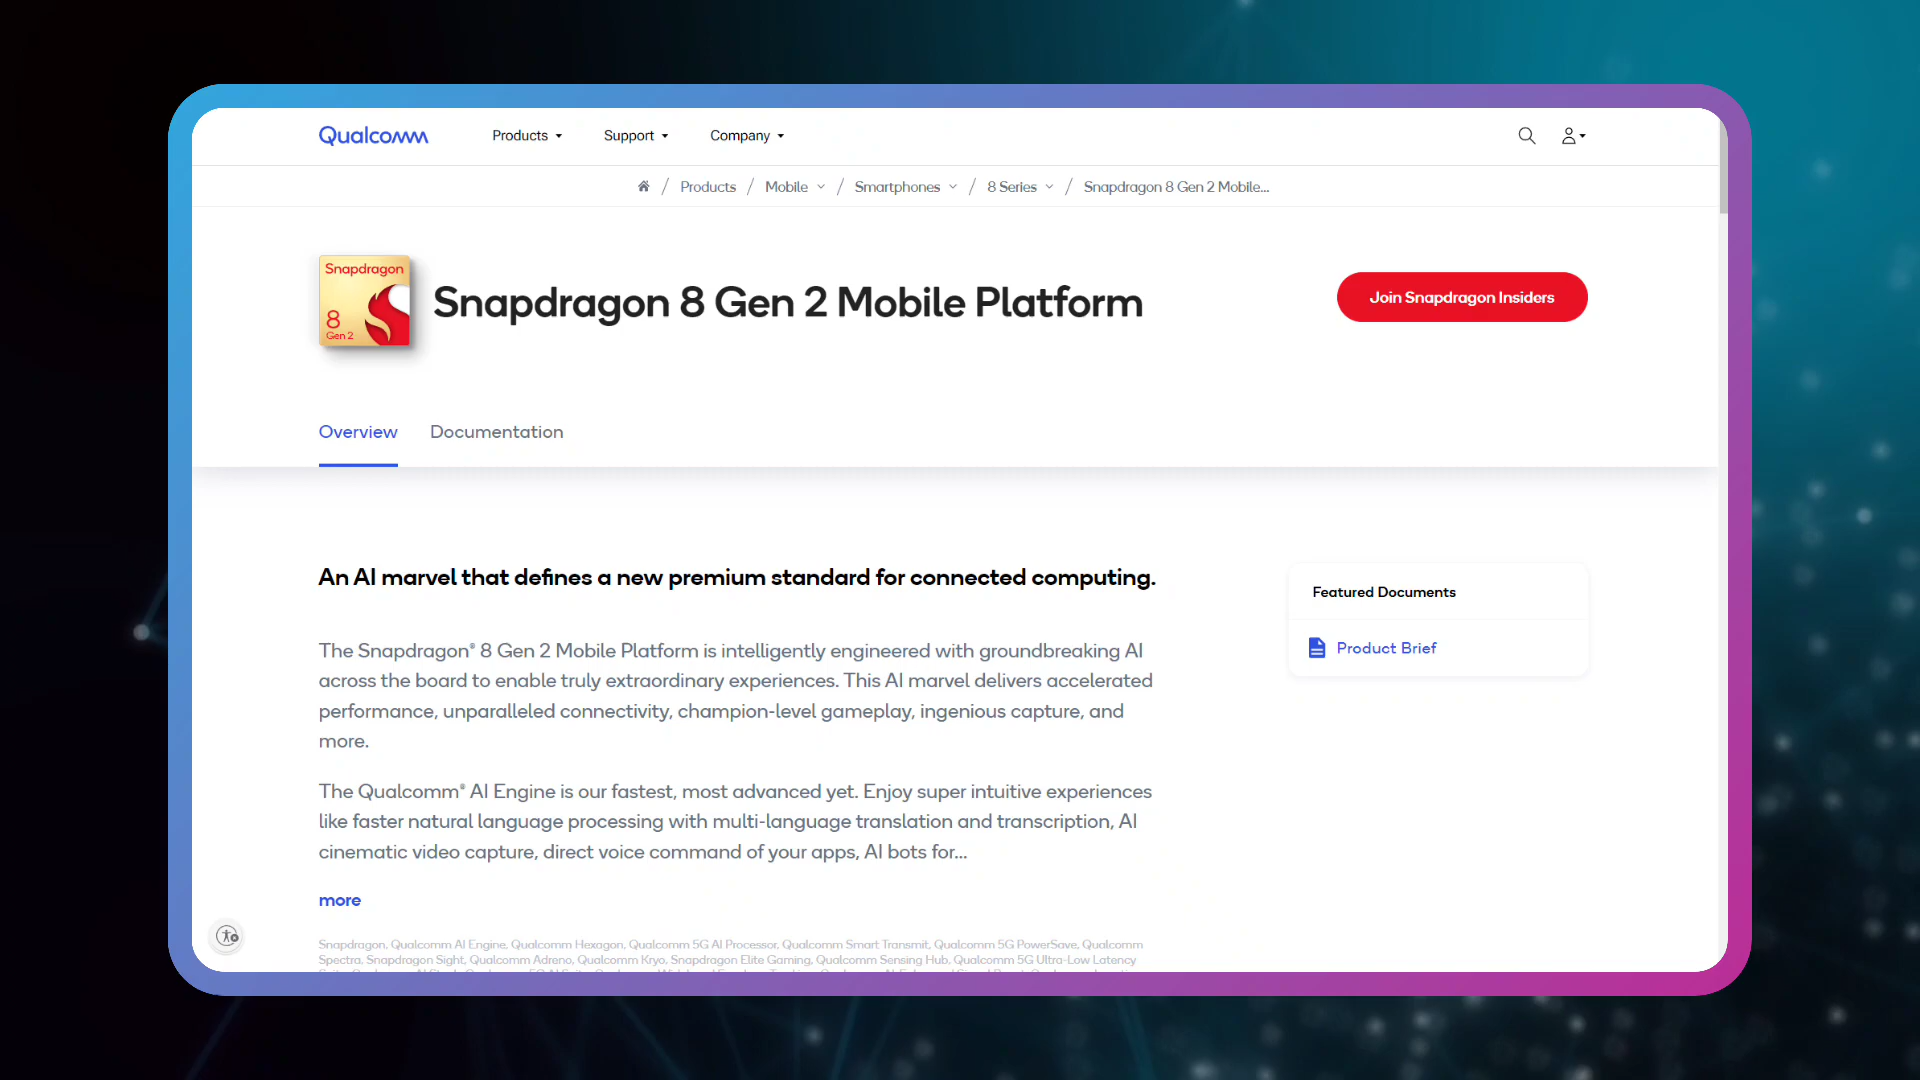 Qualcomm Products Support Company
/ Products / Mobile / Smartphones / 8 Series / Snapdragon 8 Gen 2 Mobile...
Snapdragon
8
Gen 2
Snapdragon 8 Gen 2 Mobile Platform
Join Snapdragon Insiders
Overview Documentation
An AI marvel that defines a new premium standard for connected computing.
The Snapdragon® 8 Gen 2 Mobile Platform is intelligently engineered with groundbreaking AI
across the board to enable truly extraordinary experiences. This AI marvel delivers accelerated
performance, unparalleled connectivity, champion-level gameplay, ingenious capture, and
more.
The Qualcomm® AI Engine is our fastest, most advanced yet. Enjoy super intuitive experiences
like faster natural language processing with multi-language translation and transcription, AI
cinematic video capture, direct voice command of your apps, AI bots for...
more
Snapdragon, Qualcomm AI Engine, Qualcomm Hexagon, Qualcomm 5G AI Processor, Qualcomm Smart Transmit, Qualcomm 5G PowerSave, Qualcomm
Spectra, Snapdragon Sight, Qualcomm Adreno, Qualcomm Kryo, Snapdragon Elite Gaming, Qualcomm Sensing Hub, Qualcomm 5G Ultra-Low Latency
Featured Documents
Product Brief